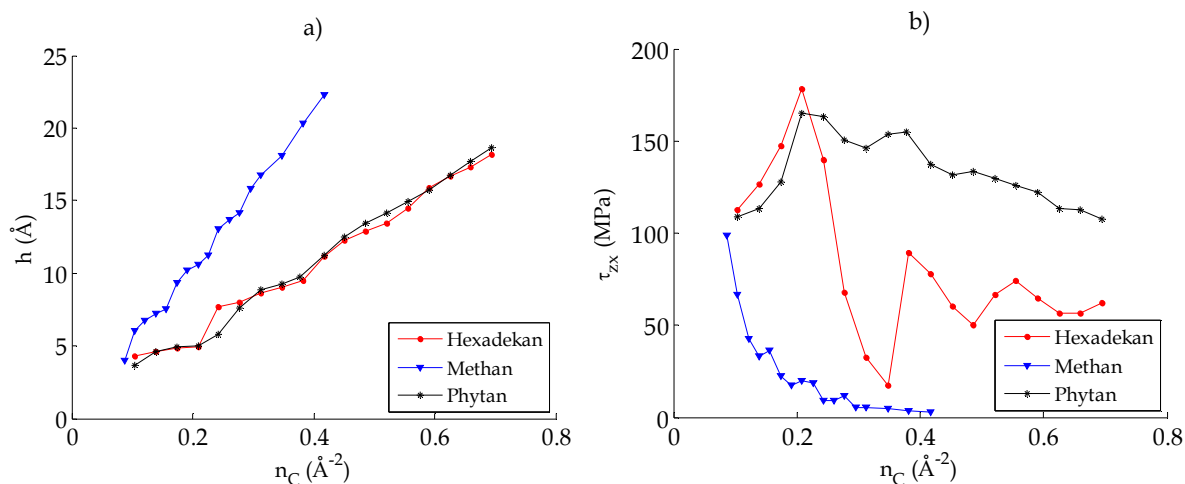 a)
25
20
15
10
5
0
h (Å)
0
0.2
0.4
0.6
0.8
n_C (Å⁻²)
Hexadekan
Methan
Phytan
b)
200
150
100
50
0
τ_zx (MPa)
0
0.2
0.4
0.6
0.8
n_C (Å⁻²)
Hexadekan
Methan
Phytan